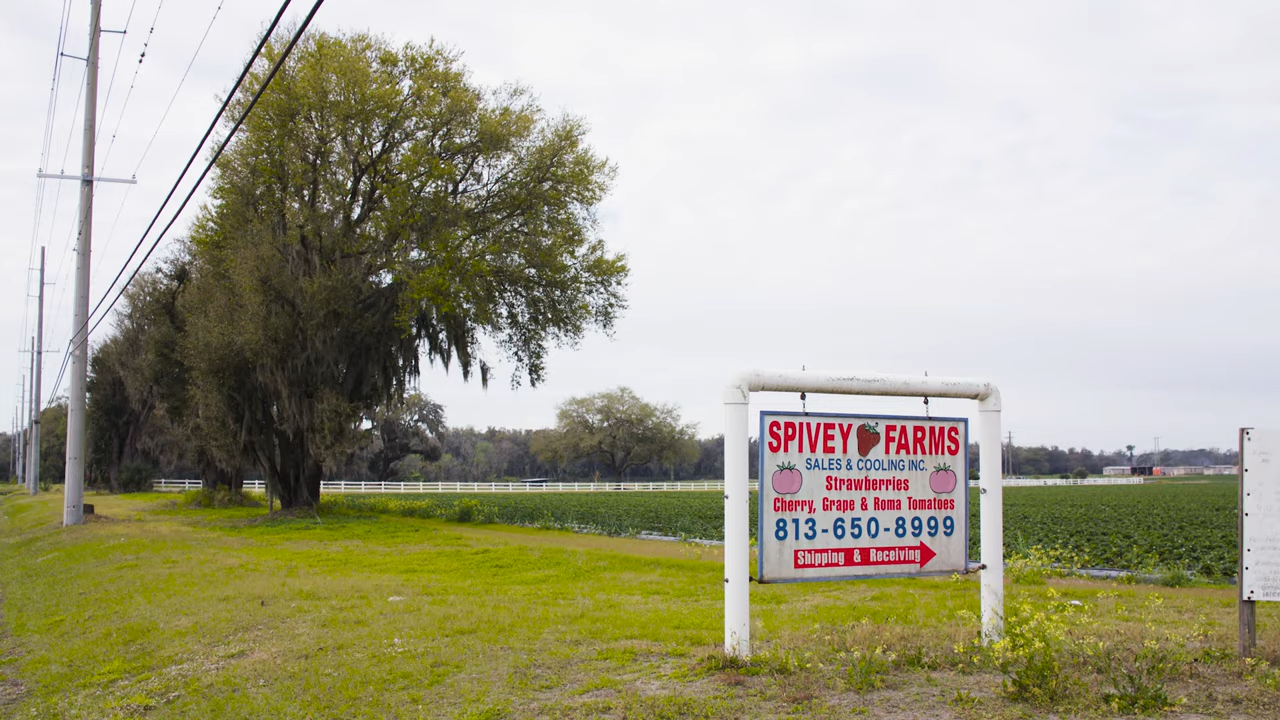 SPIVEY FARMS
SALES & COOLING INC.
Strawberries
Cherry, Grape & Roma Tomatoes
813-650-8999
Shipping & Receiving